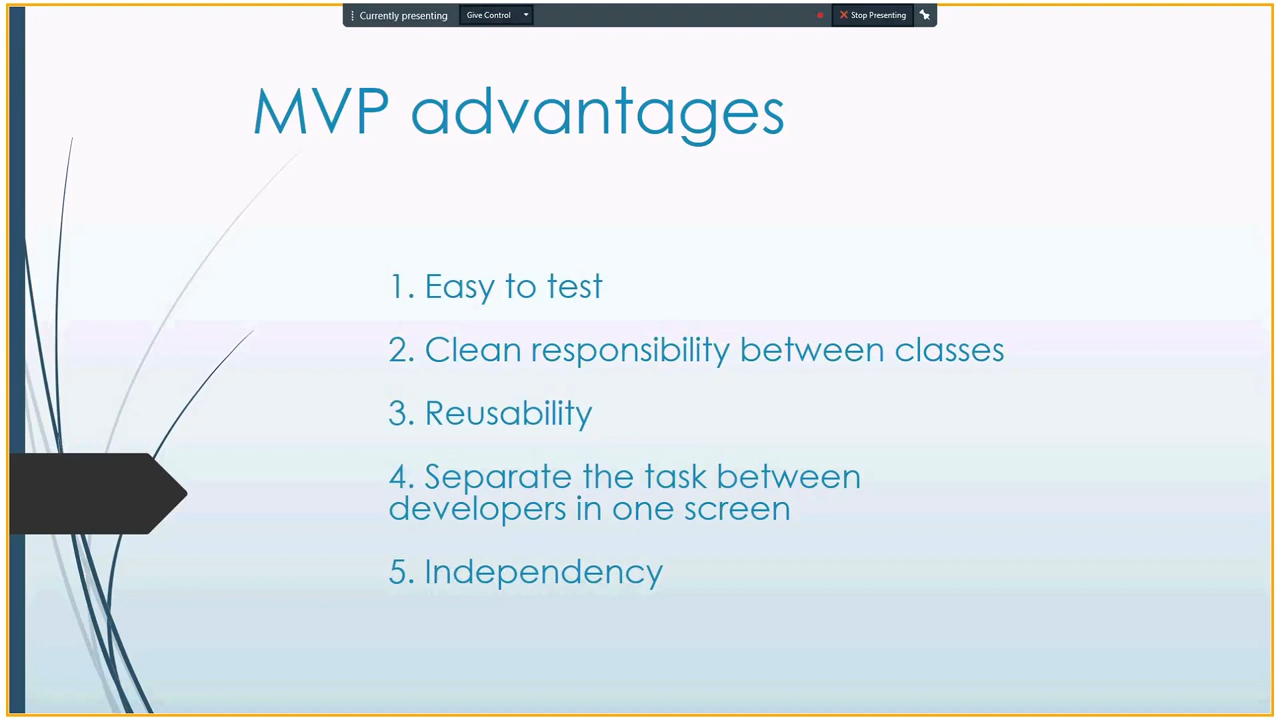 Currently presenting
Give Control
Stop Presenting
MVP advantages
1. Easy to test
2. Clean responsibility between classes
3. Reusability
4. Separate the task between
developers in one screen
5. Independency